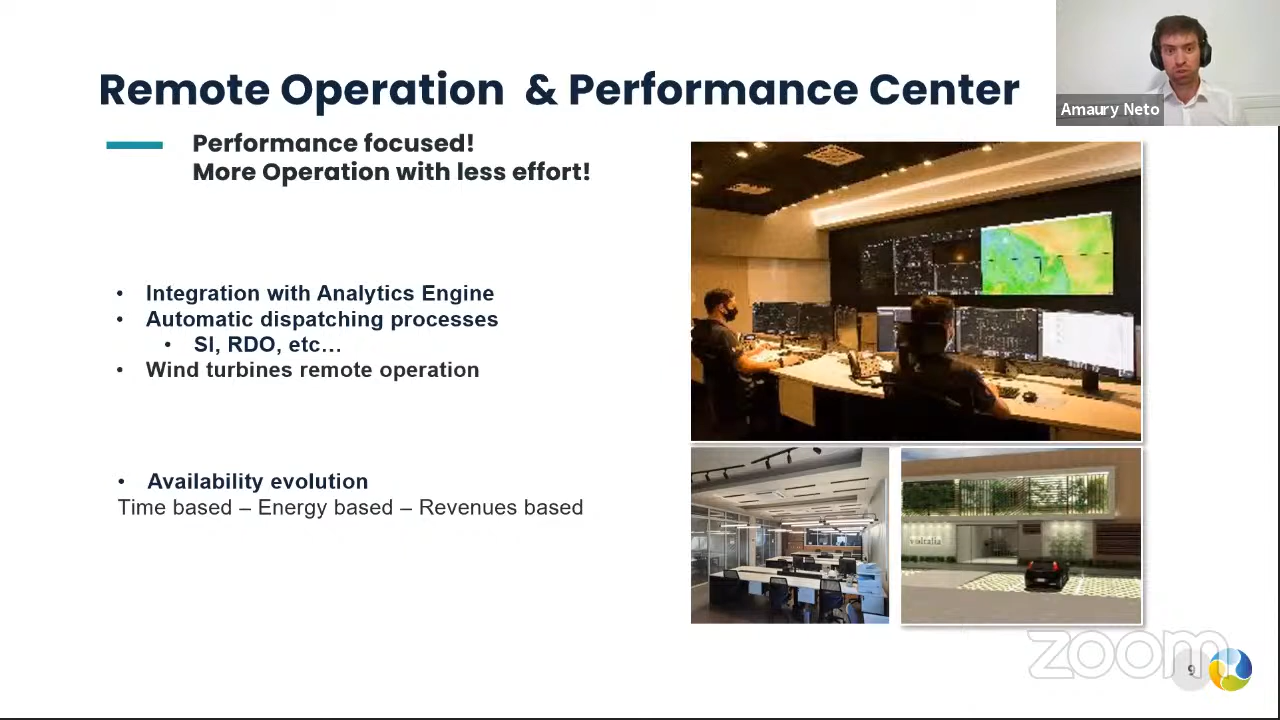 Remote Operation & Performance Center
Amaury Neto
Performance focused!
More Operation with less effort!
• Integration with Analytics Engine
• Automatic dispatching processes
• SI, RDO, etc...
• Wind turbines remote operation
• Availability evolution
Time based – Energy based – Revenues based
voltalia
zoom
9